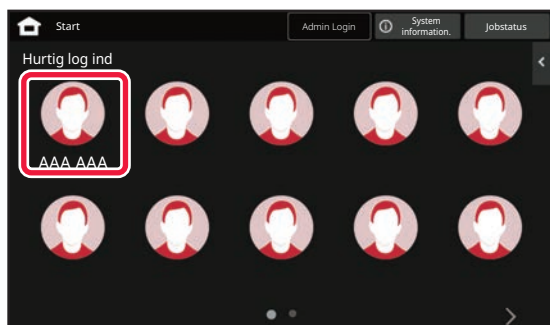 Start
Admin Login
System
information.
Jobstatus
Hurtig log ind
AAA AAA